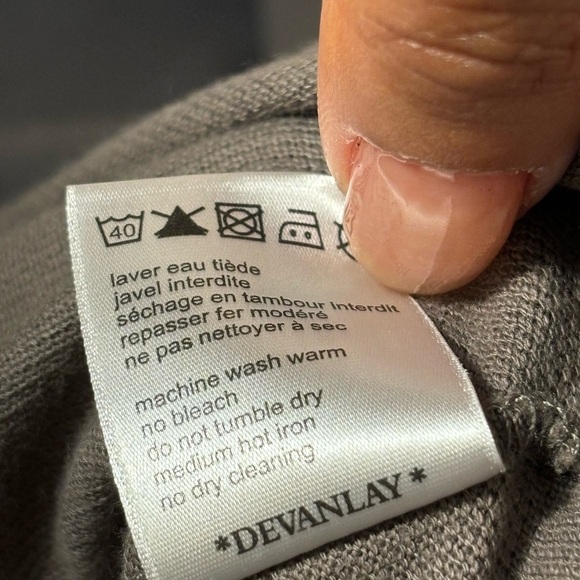 40
laver eau tiède
javel interdite
séchage en tambour interdit
repasser fer modéré
ne pas nettoyer à sec
machine wash warm
no bleach
do not tumble dry
medium hot iron
no dry cleaning
*DEVANLAY*